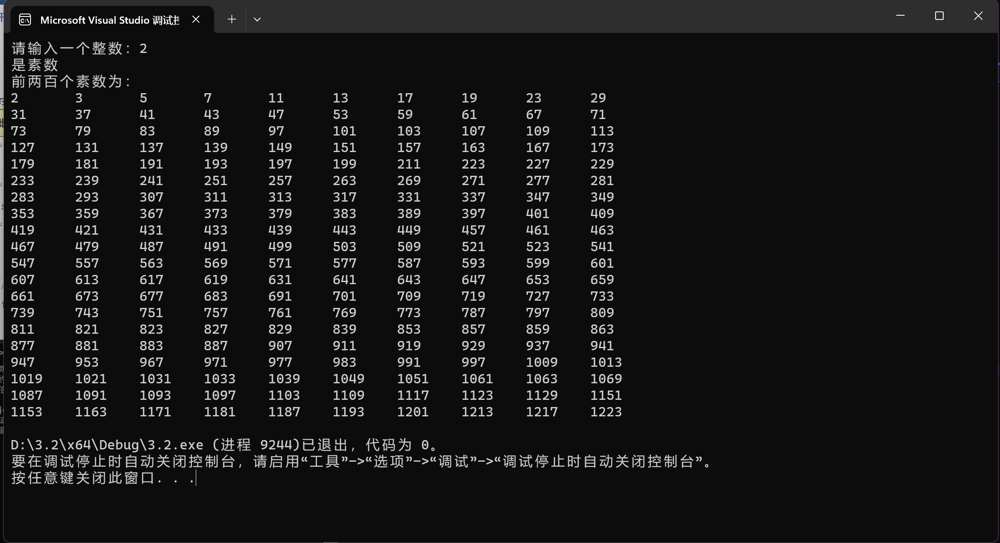 Microsoft Visual Studio 调试
请输入一个整数：2
是素数
前两百个素数为：
2 3 5 7 11 13 17 19 23 29
31 37 41 43 47 53 59 61 67 71
73 79 83 89 97 101 103 107 109 113
127 131 137 139 149 151 157 163 167 173
179 181 191 193 197 199 211 223 227 229
233 239 241 251 257 263 269 271 277 281
283 293 307 311 313 317 331 337 347 349
353 359 367 373 379 383 389 397 401 409
419 421 431 433 439 443 449 457 461 463
467 479 487 491 499 503 509 521 523 541
547 557 563 569 571 577 587 593 599 601
607 613 617 619 631 641 643 647 653 659
661 673 677 683 691 701 709 719 727 733
739 743 751 757 761 769 773 787 797 809
811 821 823 827 829 839 853 857 859 863
877 881 883 887 907 911 919 929 937 941
947 953 967 971 977 983 991 997 1009 1013
1019 1021 1031 1033 1039 1049 1051 1061 1063 1069
1087 1091 1093 1097 1103 1109 1117 1123 1129 1151
1153 1163 1171 1181 1187 1193 1201 1213 1217 1223
D:\3.2\x64\Debug\3.2.exe (进程 9244)已退出，代码为 0。
要在调试停止时自动关闭控制台，请启用“工具”->“选项”->“调试”->“调试停止时自动关闭控制台”。
按任意键关闭此窗口. . .